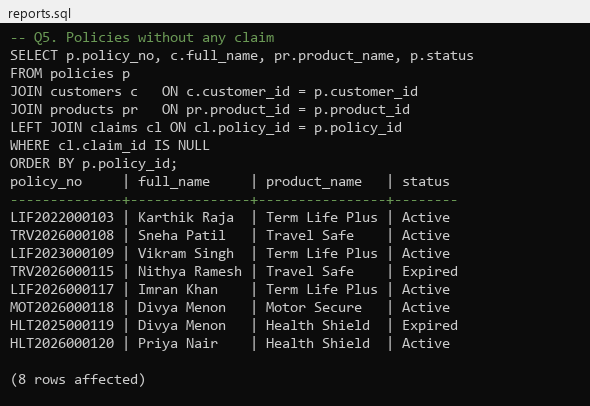 reports.sql
-- Q5. Policies without any claim
SELECT p.policy_no, c.full_name, pr.product_name, p.status
FROM policies p
JOIN customers c   ON c.customer_id = p.customer_id
JOIN products pr   ON pr.product_id = p.product_id
LEFT JOIN claims cl ON cl.policy_id = p.policy_id
WHERE cl.claim_id IS NULL
ORDER BY p.policy_id;
policy_no     | full_name     | product_name   | status
--------------+---------------+----------------+--------
LIF2022000103 | Karthik Raja  | Term Life Plus | Active
TRV2026000108 | Sneha Patil   | Travel Safe    | Active
LIF2023000109 | Vikram Singh  | Term Life Plus | Active
TRV2026000115 | Nithya Ramesh | Travel Safe    | Expired
LIF2026000117 | Imran Khan    | Term Life Plus | Active
MOT2026000118 | Divya Menon   | Motor Secure   | Active
HLT2025000119 | Divya Menon   | Health Shield  | Expired
HLT2026000120 | Priya Nair    | Health Shield  | Active
(8 rows affected)